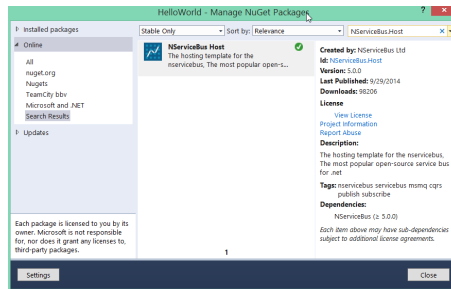 HelloWorld - Manage NuGet Packages
? ×
Installed packages
Online
All
nuget.org
Nugets
TeamCity bbv
Microsoft and .NET
Search Results
Updates
Each package is licensed to you by its
owner. Microsoft is not responsible
for, nor does it grant any licenses to,
third-party packages.
Stable Only
Sort by: Relevance
NServiceBus Host
The hosting template for the
nservicebus, The most popular open-s...
1
NServiceBus.Host
Created by: NServiceBus Ltd
Id: NServiceBus.Host
Version: 5.0.0
Last Published: 9/29/2014
Downloads: 98206
License
View License
Project Information
Report Abuse
Description:
The hosting template for the nservicebus,
The most popular open-source service bus
for .net
Tags: nservicebus servicebus msmq cqrs
publish subscribe
Dependencies:
NServiceBus (≥ 5.0.0)
Each item above may have sub-dependencies
subject to additional license agreements.
Settings
Close